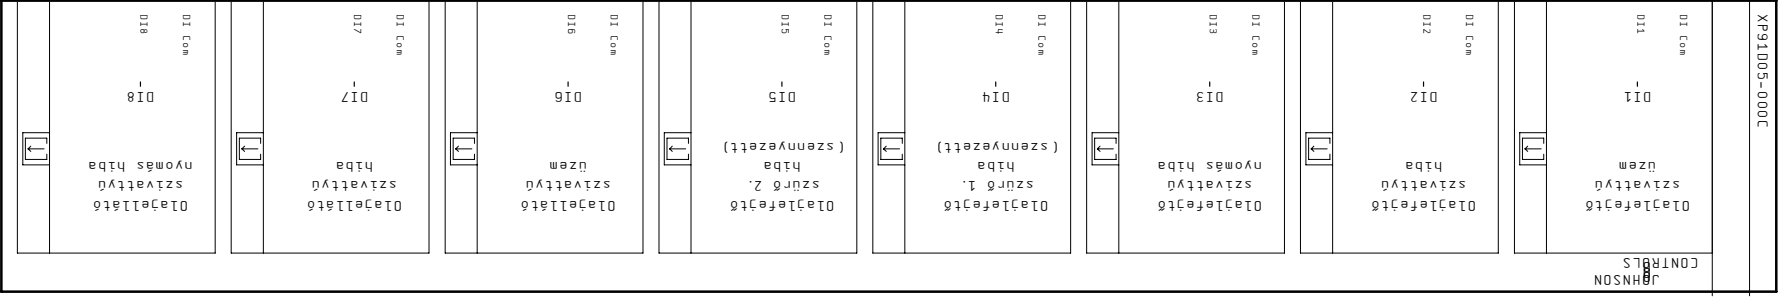 JOHNSON
CONTROLS
XP91D05-000C
Olajlefejtő
szivattyú
üzem
DI1
-
DI Com
DI1
Olajlefejtő
szivattyú
hiba
DI2
-
DI Com
DI2
Olajlefejtő
szivattyú
nyomás hiba
DI3
-
DI Com
DI3
Olajlefejtő
szürő 1.
hiba
(szennyezett)
DI4
-
DI Com
DI4
Olajlefejtő
szürő 2.
hiba
(szennyezett)
DI5
-
DI Com
DI5
Olajellátó
szivattyú
üzem
DI6
-
DI Com
DI6
Olajellátó
szivattyú
hiba
DI7
-
DI Com
DI7
Olajellátó
szivattyú
nyomás hiba
DI8
-
DI Com
DI8